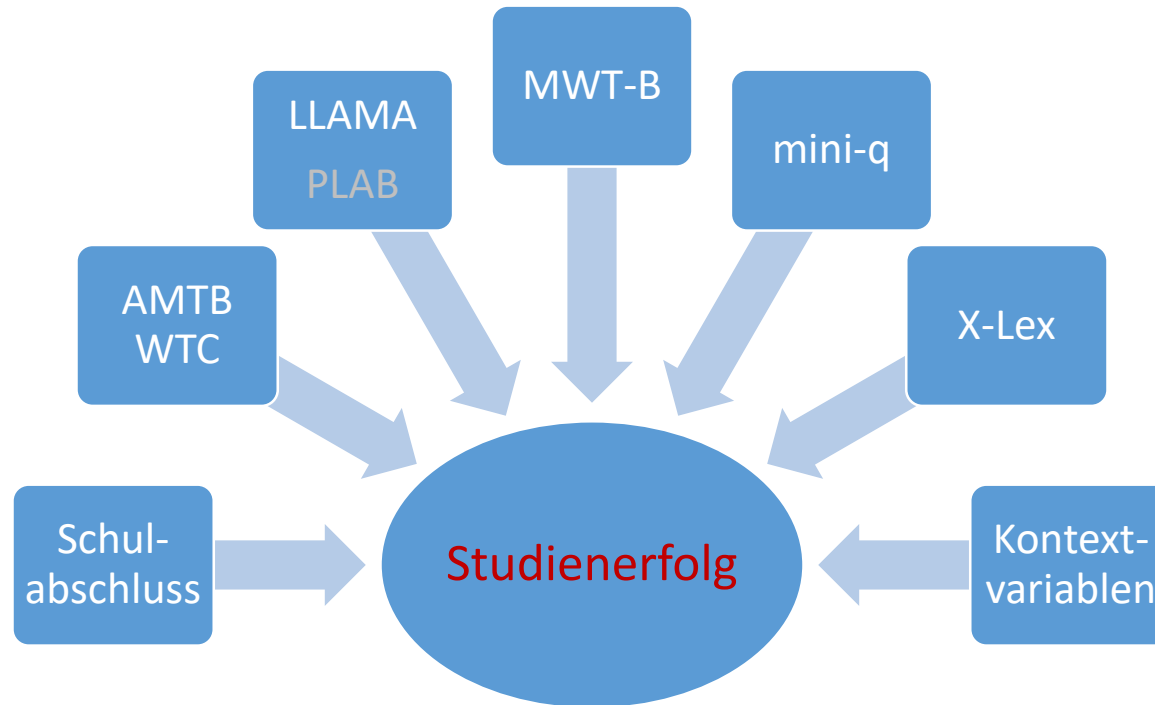 MWT-B
LLAMA
PLAB
mini-q
AMTB
WTC
X-Lex
Schul-
abschluss
Studienerfolg
Kontext-
variablen